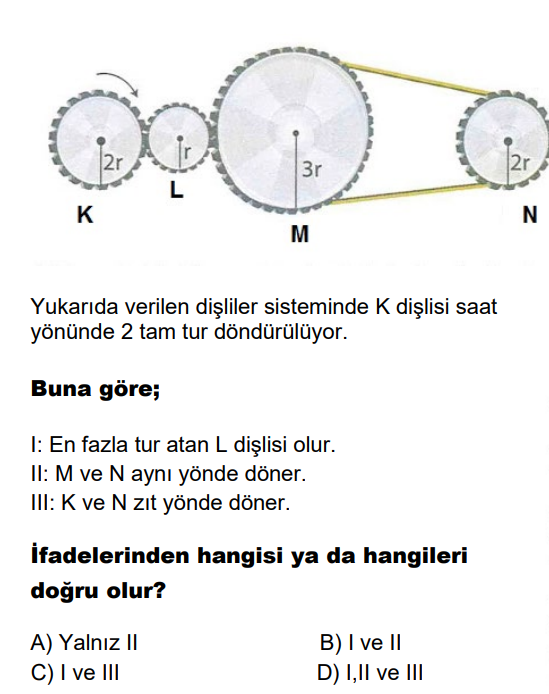 2r
r
3r
2r
K
L
M
N
Yukarıda verilen dişliler sisteminde K dişlisi saat
yönünde 2 tam tur döndürülüyor.
Buna göre;
I: En fazla tur atan L dişlisi olur.
II: M ve N aynı yönde döner.
III: K ve N zıt yönde döner.
İfadelerinden hangisi ya da hangileri
doğru olur?
A) Yalnız II
B) I ve II
C) I ve III
D) I,II ve III